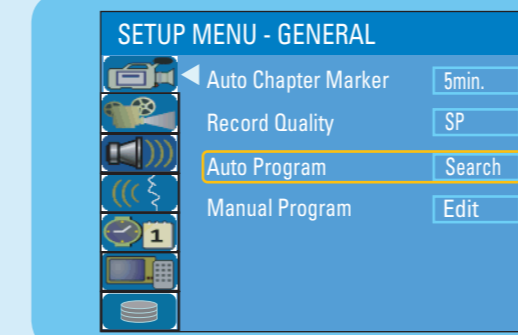 SETUP MENU - GENERAL
Auto Chapter Marker 5min.
Record Quality SP
Auto Program Search
Manual Program Edit
1